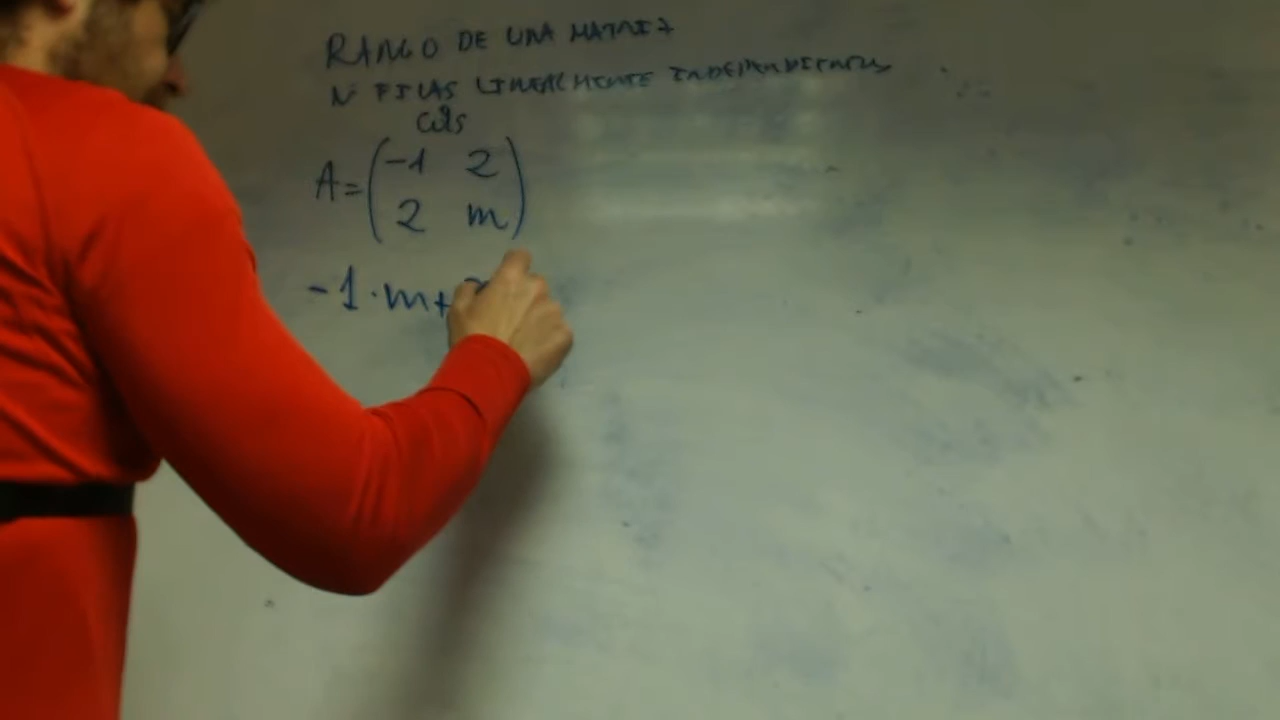 RANGO DE UNA MATRIZ
Nº FILAS LINEALMENTE INDEPENDIENTES
cols
A = ( -1 2
2 m )
-1 · m +